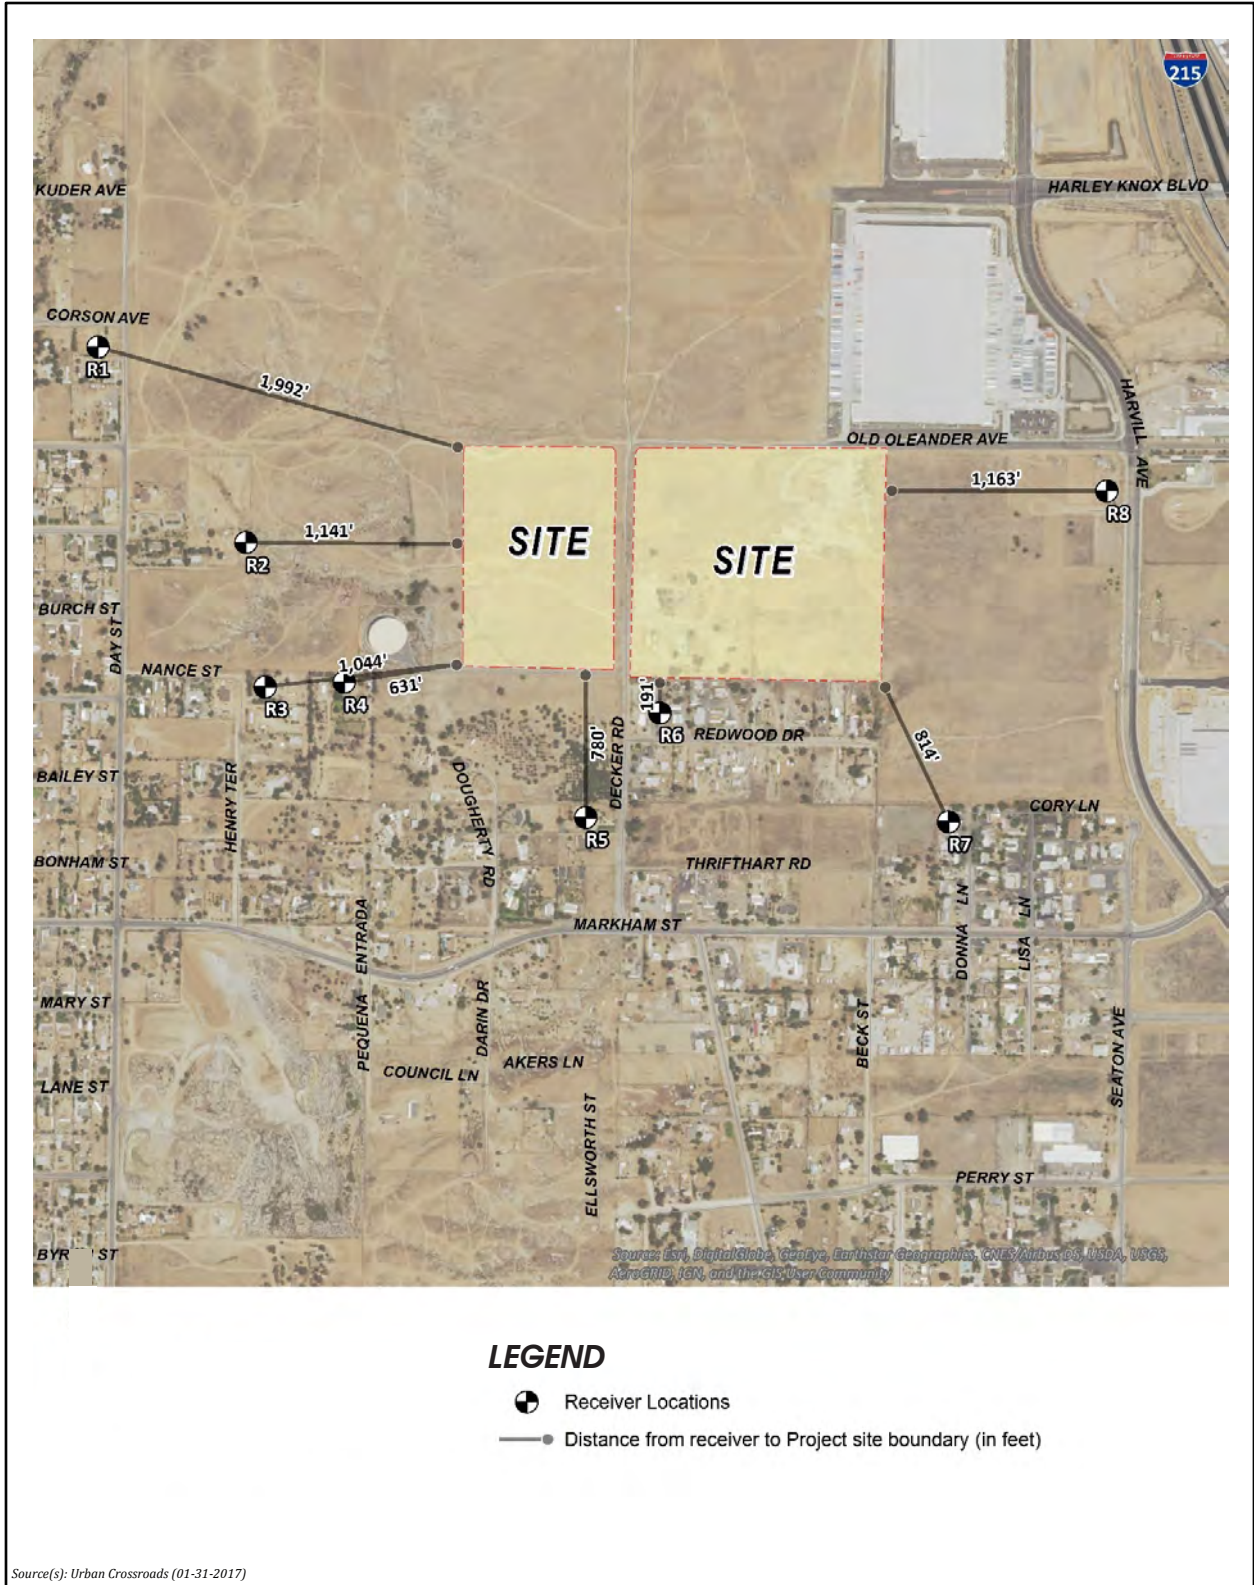 215
KUDER AVE
HARLEY KNOX BLVD
CORSON AVE
R1
1,992'
HARVILL AVE
OLD OLEANDER AVE
1,163'
R8
SITE
SITE
1,141'
R2
BURCH ST
DAY ST
NANCE ST
1,044'
631'
R3
R4
191'
R6
REDWOOD DR
780'
DECKER RD
814'
BAILEY ST
HENRY TER
DOUGHERTY RD
CORY LN
R5
R7
BONHAM ST
THRIFTHART RD
PEQUENA ENTRADA
MARKHAM ST
DONNA LN
LISA LN
MARY ST
DARIN DR
BECK ST
SEATON AVE
COUNCIL LN
AKERS LN
LANE ST
ELLSWORTH ST
PERRY ST
ST
Source: Esri, DigitalGlobe, GeoEye, Earthstar Geographics, CNES/Airbus DS, USDA, USGS,
AeroGRID, IGN, and the GIS User Community
LEGEND
Receiver Locations
Distance from receiver to Project site boundary (in feet)
Source(s): Urban Crossroads (01-31-2017)